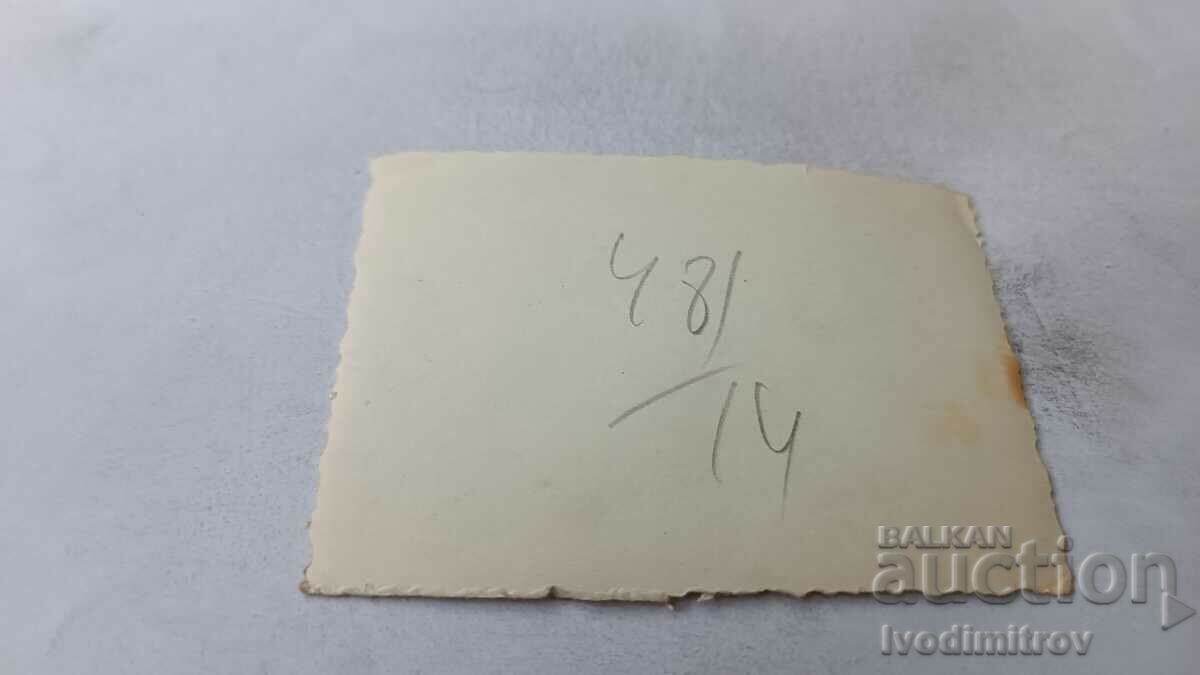 481
14
BALKAN
auction
Ivodimitrov